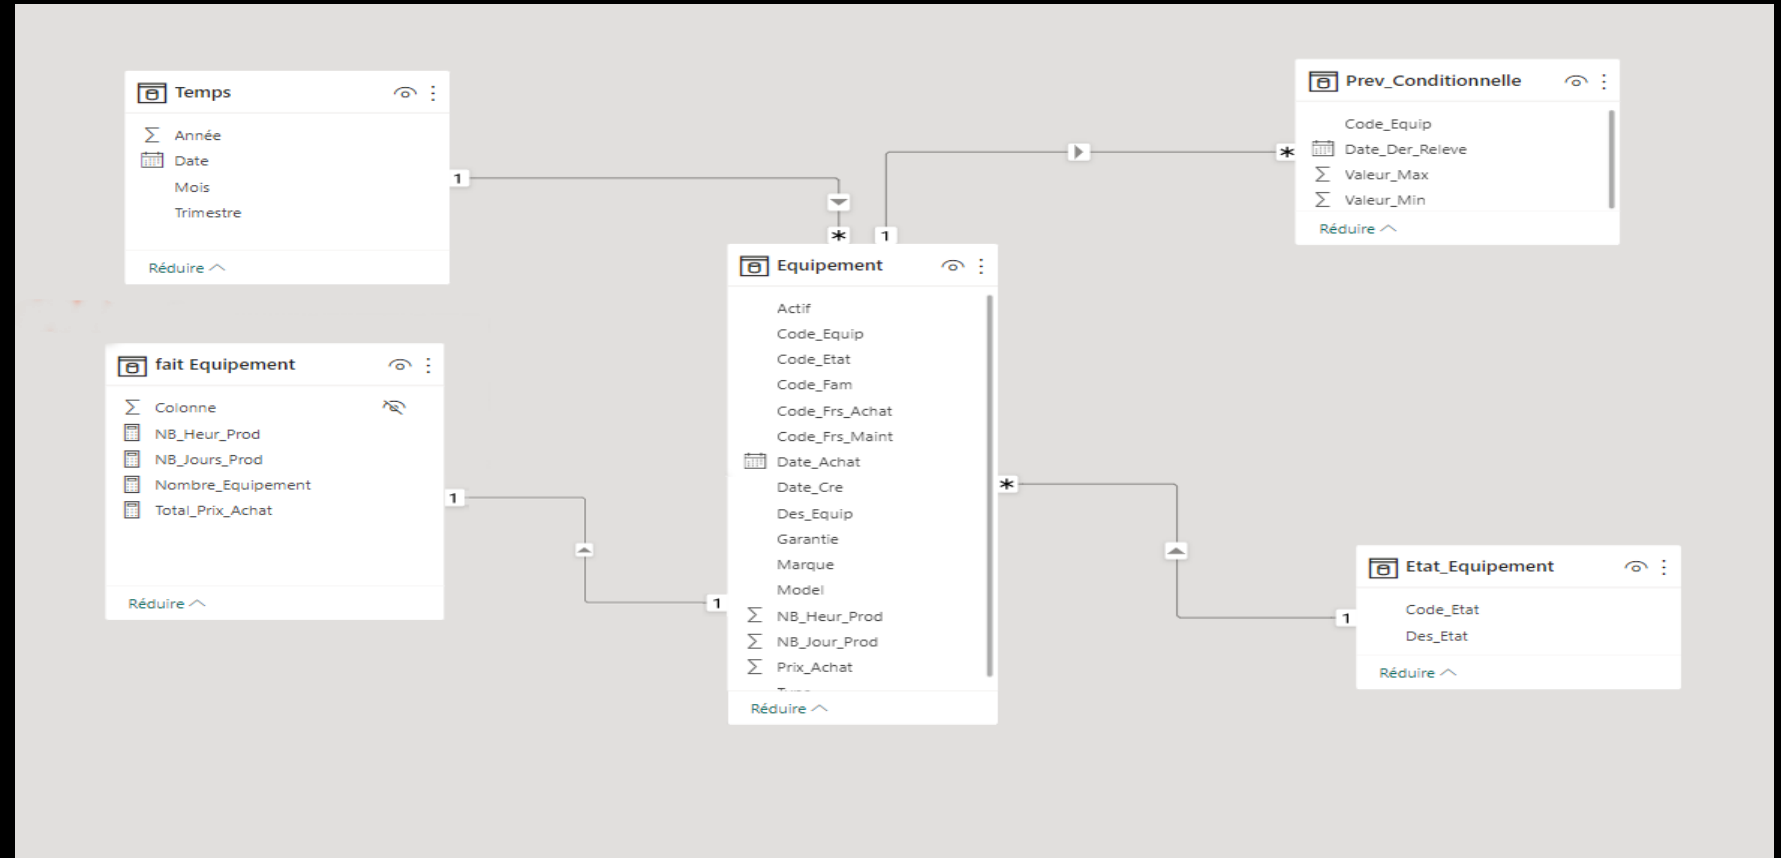 Temps
Année
Date
Mois
Trimestre
Réduire
1
fait Equipement
Colonne
NB_Heur_Prod
NB_Jours_Prod
Nombre_Equipement
Total_Prix_Achat
Réduire
1
1
*
1
Equipement
Actif
Code_Equip
Code_Etat
Code_Fam
Code_Frs_Achat
Code_Frs_Maint
Date_Achat
Date_Cre
Des_Equip
Garantie
Marque
Model
NB_Heur_Prod
NB_Jour_Prod
Prix_Achat
Réduire
*
Prev_Conditionnelle
Code_Equip
Date_Der_Releve
Valeur_Max
Valeur_Min
Réduire
*
1
Etat_Equipement
Code_Etat
Des_Etat
Réduire